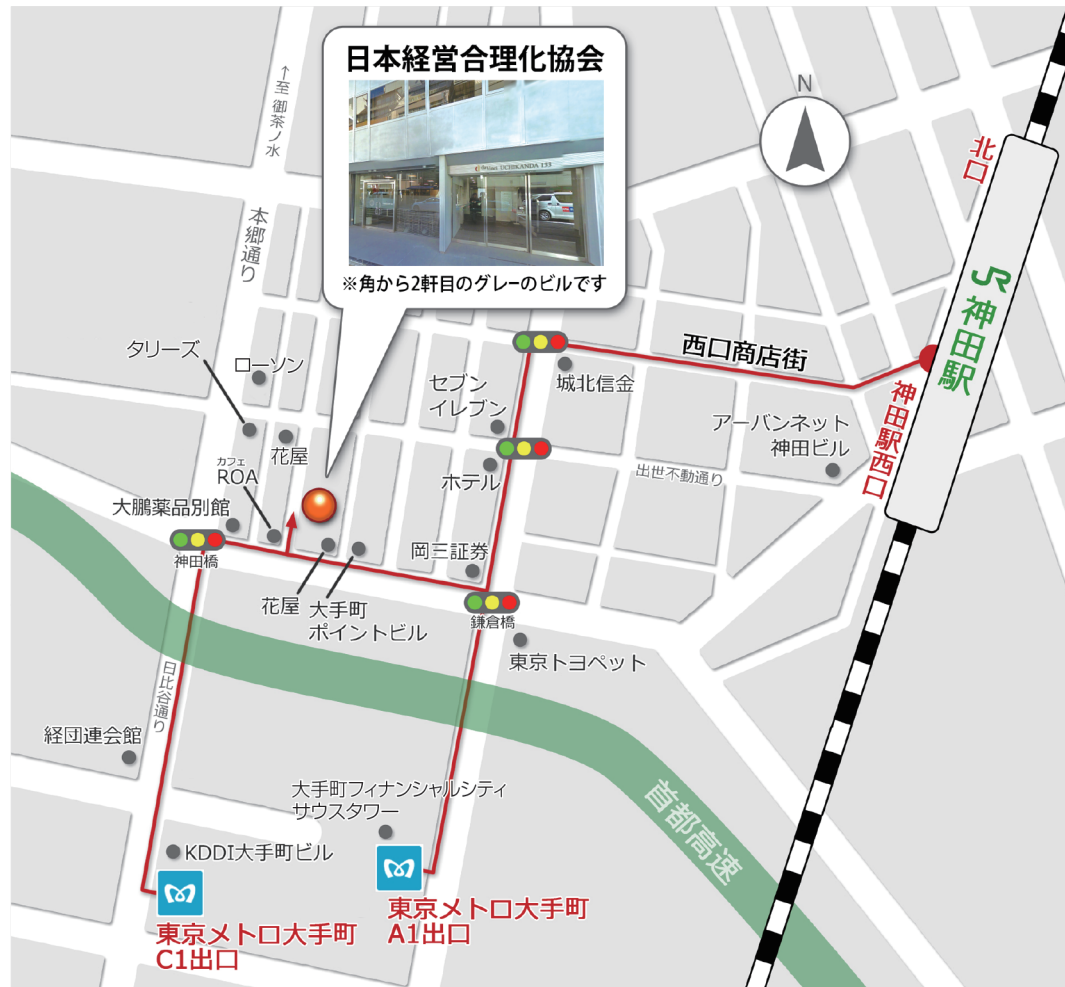 日本経営合理化協会
UCHIKANDA 133
※角から2軒目のグレーのビルです
N
←至 御茶ノ水
本郷通り
北口
JR神田駅
神田駅西口
西口商店街
タリーズ
ローソン
セブン
イレブン
城北信金
アーバンネット
神田ビル
花屋
カフェ
ROA
ホテル
出世不動通り
大鵬薬品別館
神田橋
岡三証券
花屋
大手町
ポイントビル
鎌倉橋
東京トヨペット
日比谷通り
経団連会館
大手町フィナンシャルシティ
サウスタワー
首都高速
KDDI大手町ビル
東京メトロ大手町
A1出口
東京メトロ大手町
C1出口